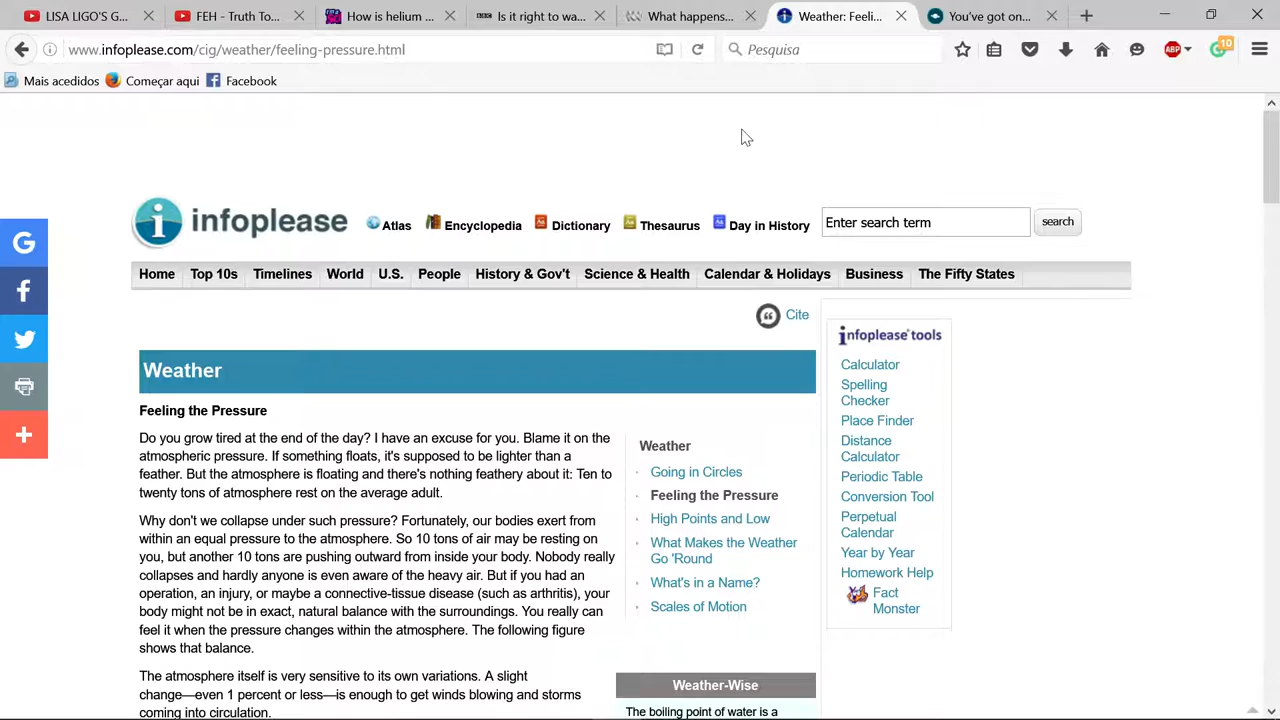 LISA GOT'S G...
FEH - Truth To...
How is helium ...
Is it right to wa...
What happens...
Weather: Feeli...
You've got on...
www.infoplease.com/cig/weather/feeling-pressure.html
Pesquisa
ABP
10
Mais acedidos
Começar aqui
Facebook
infoplease
Atlas
Encyclopedia
Dictionary
Thesaurus
Day in History
Enter search term
search
Home
Top 10s
Timelines
World
U.S.
People
History & Gov't
Science & Health
Calendar & Holidays
Business
The Fifty States
Cite
Weather
Feeling the Pressure
Do you grow tired at the end of the day? I have an excuse for you. Blame it on the
atmospheric pressure. If something floats, it's supposed to be lighter than a
feather. But the atmosphere is floating and there's nothing feathery about it: Ten to
twenty tons of atmosphere rest on the average adult.
Why don't we collapse under such pressure? Fortunately, our bodies exert from
within an equal pressure to the atmosphere. So 10 tons of air may be resting on
you, but another 10 tons are pushing outward from inside your body. Nobody really
collapses and hardly anyone is even aware of the heavy air. But if you had an
operation, an injury, or maybe a connective-tissue disease (such as arthritis), your
body might not be in exact, natural balance with the surroundings. You really can
feel it when the pressure changes within the atmosphere. The following figure
shows that balance.
The atmosphere itself is very sensitive to its own variations. A slight
change—even 1 percent or less—is enough to get winds blowing and storms
coming into circulation.
Weather
Going in Circles
Feeling the Pressure
High Points and Low
What Makes the Weather
Go 'Round
What's in a Name?
Scales of Motion
Weather-Wise
The boiling point of water is a
infoplease tools
Calculator
Spelling
Checker
Place Finder
Distance
Calculator
Periodic Table
Conversion Tool
Perpetual
Calendar
Year by Year
Homework Help
Fact
Monster